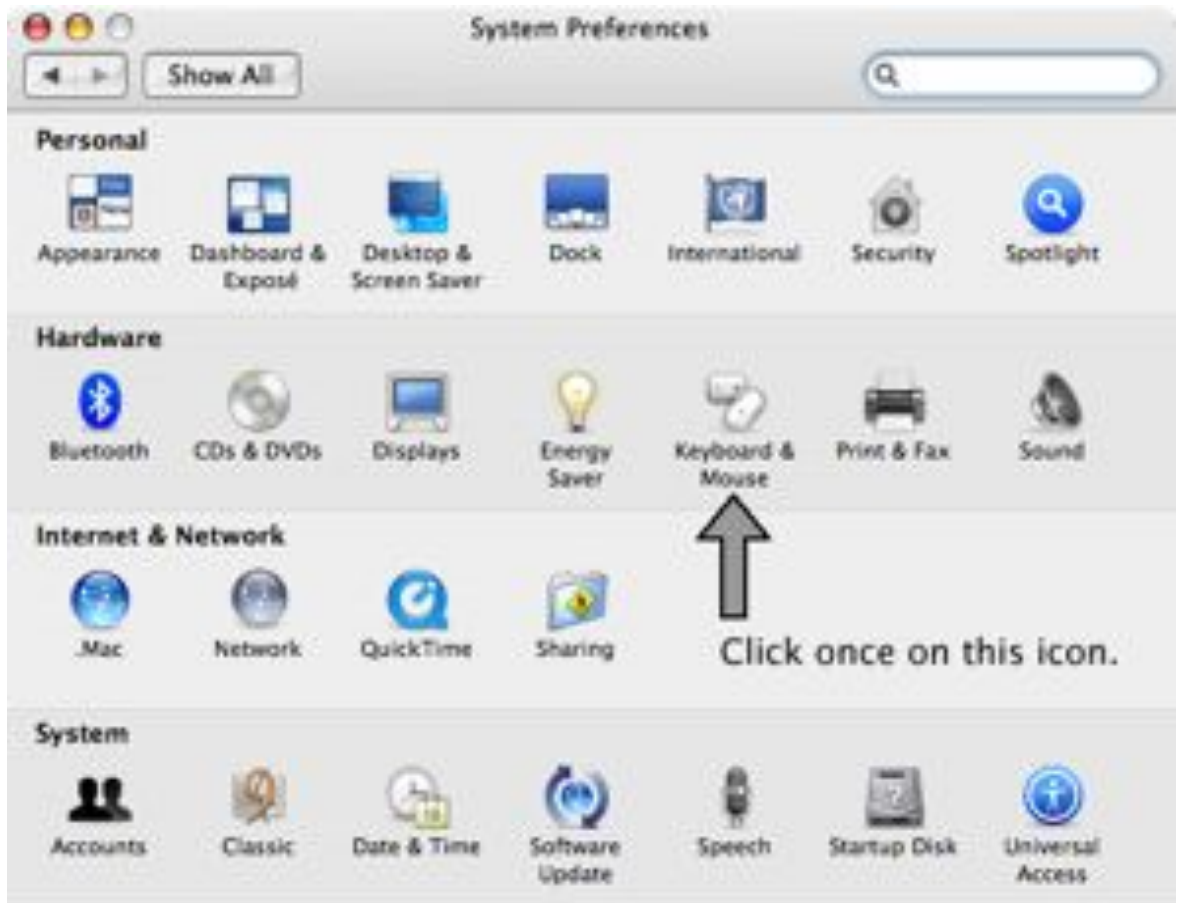 System Preferences
Show All
Personal
Appearance Dashboard & Exposé Desktop & Screen Saver Dock International Security Spotlight
Hardware
Bluetooth CDs & DVDs Displays Energy Saver Keyboard & Mouse Print & Fax Sound
Internet & Network
.Mac Network QuickTime Sharing
Click once on this icon.
System
Accounts Classic Date & Time Software Update Speech Startup Disk Universal Access